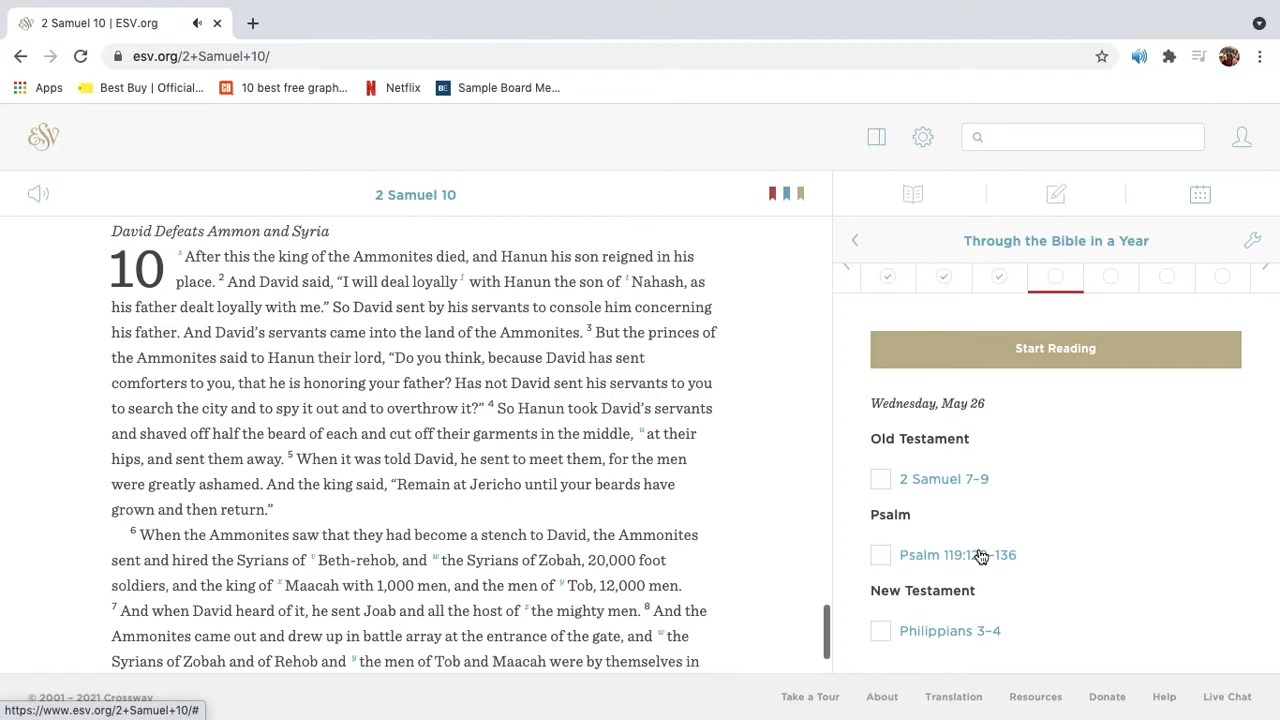 2 Samuel 10 | ESV.org
esv.org/2+Samuel+10/
Apps
Best Buy | Official...
CB
10 best free graph...
Netflix
BE
Sample Board Me...
ESV
2 Samuel 10
David Defeats Ammon and Syria
10 s After this the king of the Ammonites died, and Hanun his son reigned in his
place. 2 And David said, “I will deal loyally 1 with Hanun the son of t Nahash, as
his father dealt loyally with me.” So David sent by his servants to console him concerning
his father. And David’s servants came into the land of the Ammonites. 3 But the princes of
the Ammonites said to Hanun their lord, “Do you think, because David has sent
comforters to you, that he is honoring your father? Has not David sent his servants to you
to search the city and to spy it out and to overthrow it?” 4 So Hanun took David’s servants
and shaved off half the beard of each and cut off their garments in the middle, u at their
hips, and sent them away. 5 When it was told David, he sent to meet them, for the men
were greatly ashamed. And the king said, “Remain at Jericho until your beards have
grown and then return.”
6 When the Ammonites saw that they had become a stench to David, the Ammonites
sent and hired the Syrians of v Beth-rehob, and w the Syrians of Zobah, 20,000 foot
soldiers, and the king of x Maacah with 1,000 men, and the men of y Tob, 12,000 men.
7 And when David heard of it, he sent Joab and all the host of z the mighty men. 8 And the
Ammonites came out and drew up in battle array at the entrance of the gate, and w the
Syrians of Zobah and of Rehob and y the men of Tob and Maacah were by themselves in
Through the Bible in a Year
Start Reading
Wednesday, May 26
Old Testament
2 Samuel 7–9
Psalm
Psalm 119: –136
New Testament
Philippians 3–4
© 2001 – 2021 Crossway
Take a Tour
About
Translation
Resources
Donate
Help
Live Chat
https://www.esv.org/2+Samuel+10/#